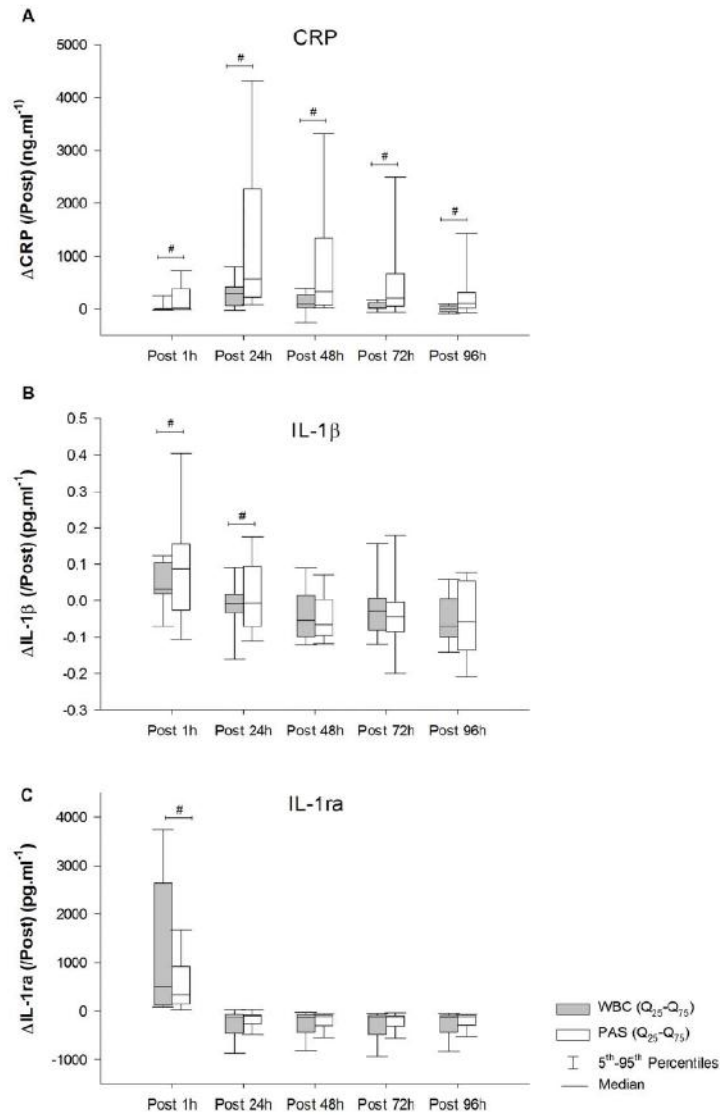 A
CRP
ΔCRP (/Post) (ng.ml⁻¹)
5000
4000
3000
2000
1000
0
# # # # #
Post 1h Post 24h Post 48h Post 72h Post 96h
B
IL-1β
ΔIL-1β (/Post) (pg.ml⁻¹)
0.5
0.4
0.3
0.2
0.1
0.0
-0.1
-0.2
-0.3
# #
Post 1h Post 24h Post 48h Post 72h Post 96h
C
IL-1ra
ΔIL-1ra (/Post) (pg.ml⁻¹)
4000
3000
2000
1000
0
-1000
#
Post 1h Post 24h Post 48h Post 72h Post 96h
WBC (Q₂₅-Q₇₅)
PAS (Q₂₅-Q₇₅)
5ᵗʰ-95ᵗʰ Percentiles
Median